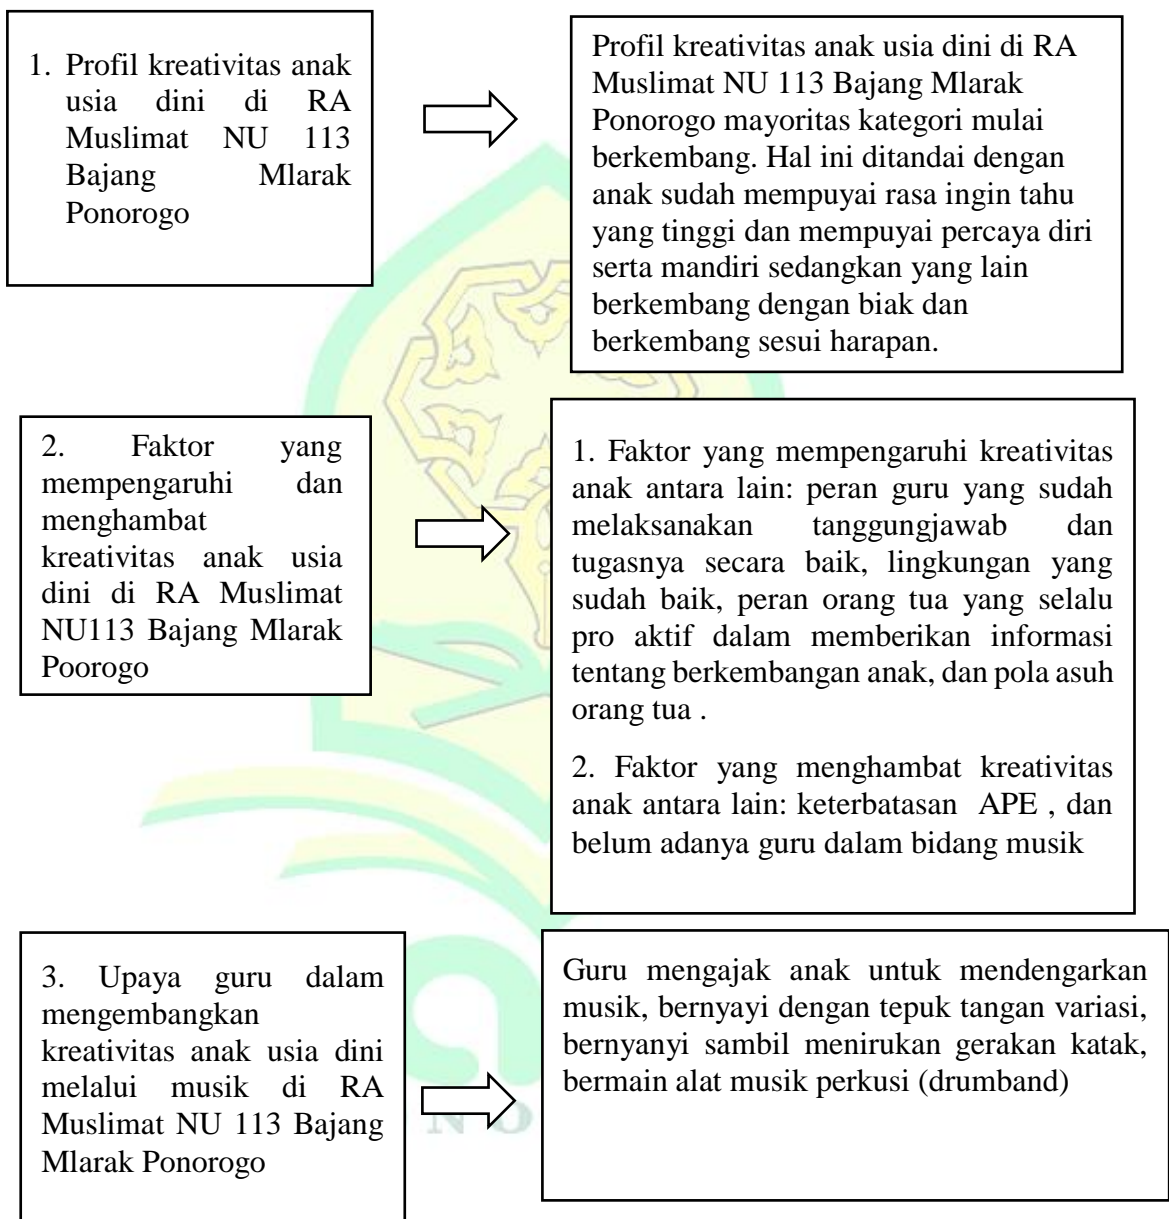 1. Profil kreativitas anak
usia dini di RA
Muslimat NU 113
Bajang Mlarak
Ponorogo
Profil kreativitas anak usia dini di RA
Muslimat NU 113 Bajang Mlarak
Ponorogo mayoritas kategori mulai
berkembang. Hal ini ditandai dengan
anak sudah mempuyai rasa ingin tahu
yang tinggi dan mempuyai percaya diri
serta mandiri sedangkan yang lain
berkembang dengan biak dan
berkembang sesui harapan.
2. Faktor yang
mempengaruhi dan
menghambat
kreativitas anak usia
dini di RA Muslimat
NU113 Bajang Mlarak
Poorogo
1. Faktor yang mempengaruhi kreativitas
anak antara lain: peran guru yang sudah
melaksanakan tanggungjawab dan
tugasnya secara baik, lingkungan yang
sudah baik, peran orang tua yang selalu
pro aktif dalam memberikan informasi
tentang berkembangan anak, dan pola asuh
orang tua .
2. Faktor yang menghambat kreativitas
anak antara lain: keterbatasan APE , dan
belum adanya guru dalam bidang musik
3. Upaya guru dalam
mengembangkan
kreativitas anak usia dini
melalui musik di RA
Muslimat NU 113 Bajang
Mlarak Ponorogo
Guru mengajak anak untuk mendengarkan
musik, bernyayi dengan tepuk tangan variasi,
bernyanyi sambil menirukan gerakan katak,
bermain alat musik perkusi (drumband)
N O